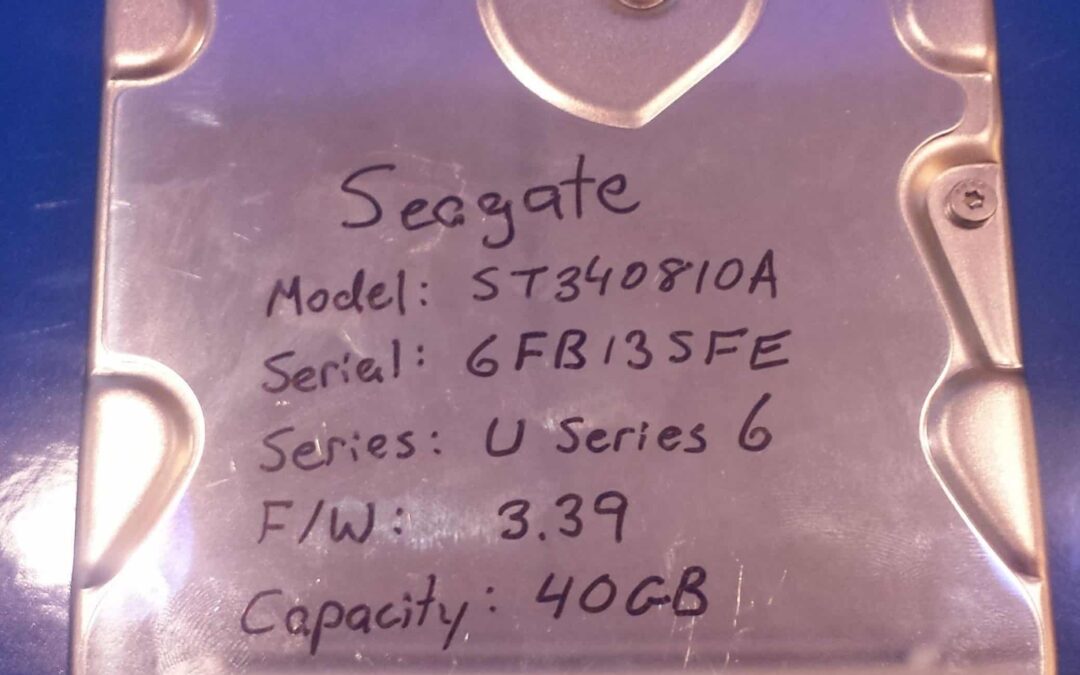 Seagate
Model: ST340810A
Serial: 6FB135FE
Series: U Series 6
F/W: 3.39
Capacity: 40GB